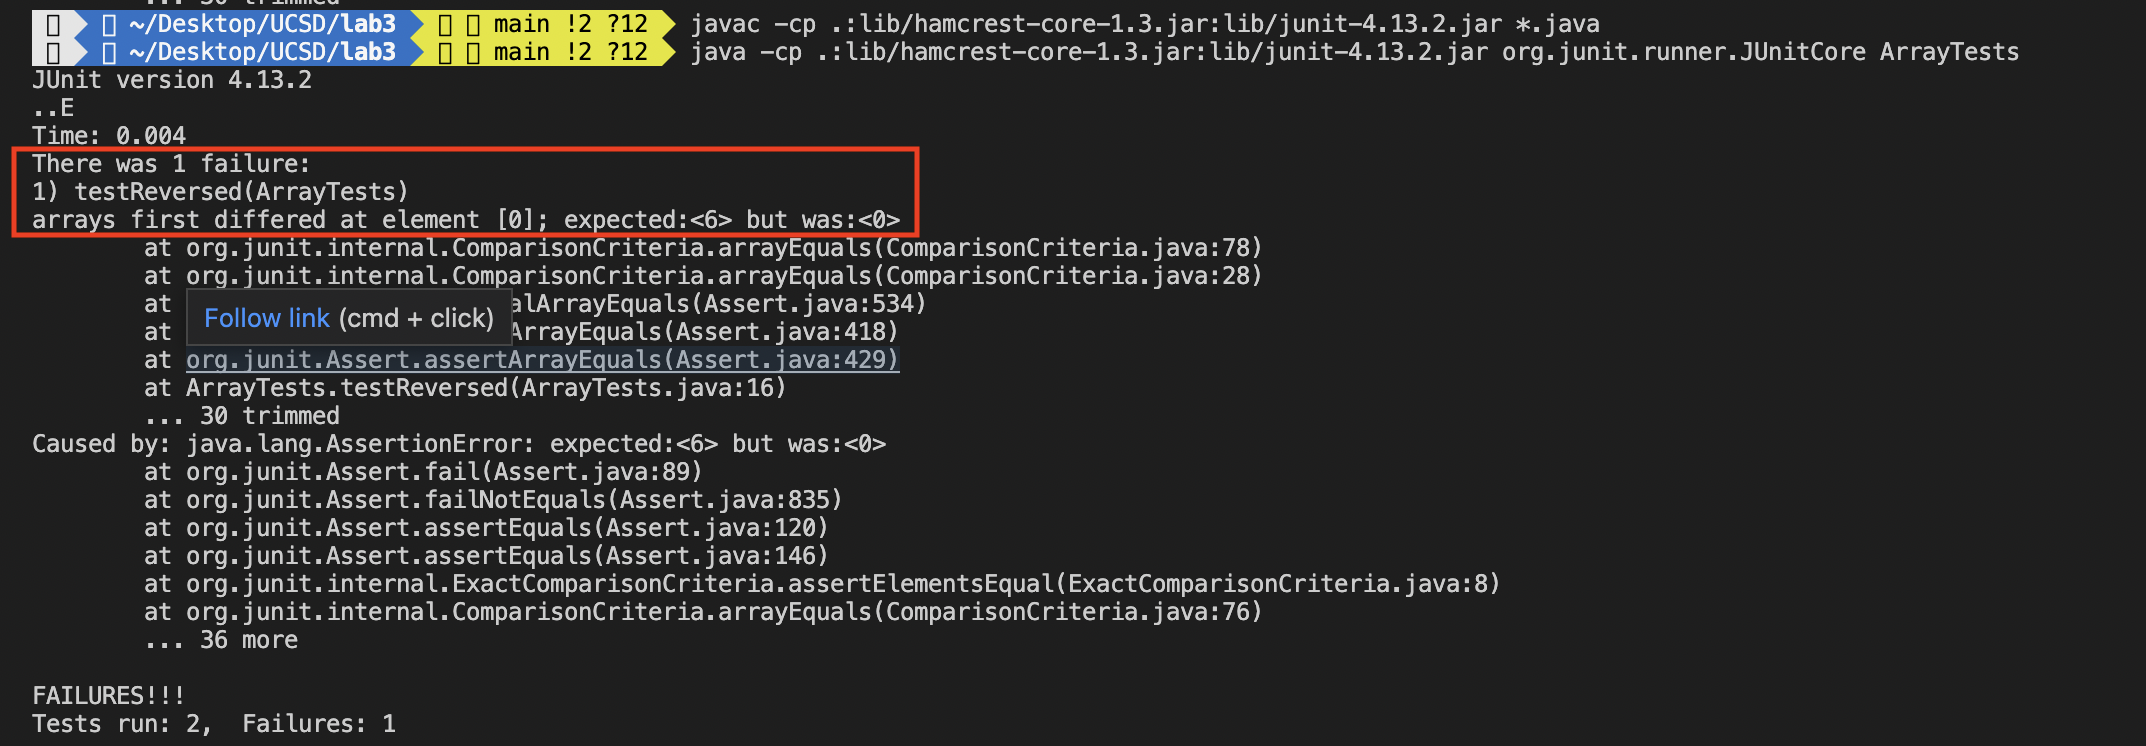 ... 30 trimmed
~/Desktop/UCSD/lab3 main !2 ?12 javac -cp .:lib/hamcrest-core-1.3.jar:lib/junit-4.13.2.jar *.java
~/Desktop/UCSD/lab3 main !2 ?12 java -cp .:lib/hamcrest-core-1.3.jar:lib/junit-4.13.2.jar org.junit.runner.JUnitCore ArrayTests
JUnit version 4.13.2
..E
Time: 0.004
There was 1 failure:
1) testReversed(ArrayTests)
arrays first differed at element [0]; expected:<6> but was:<0>
at org.junit.internal.ComparisonCriteria.arrayEquals(ComparisonCriteria.java:78)
at org.junit.internal.ComparisonCriteria.arrayEquals(ComparisonCriteria.java:28)
at alArrayEquals(Assert.java:534)
Follow link (cmd + click)
at ArrayEquals(Assert.java:418)
at org.junit.Assert.assertArrayEquals(Assert.java:429)
at ArrayTests.testReversed(ArrayTests.java:16)
... 30 trimmed
Caused by: java.lang.AssertionError: expected:<6> but was:<0>
at org.junit.Assert.fail(Assert.java:89)
at org.junit.Assert.failNotEquals(Assert.java:835)
at org.junit.Assert.assertEquals(Assert.java:120)
at org.junit.Assert.assertEquals(Assert.java:146)
at org.junit.internal.ExactComparisonCriteria.assertElementsEqual(ExactComparisonCriteria.java:8)
at org.junit.internal.ComparisonCriteria.arrayEquals(ComparisonCriteria.java:76)
... 36 more
FAILURES!!!
Tests run: 2,  Failures: 1